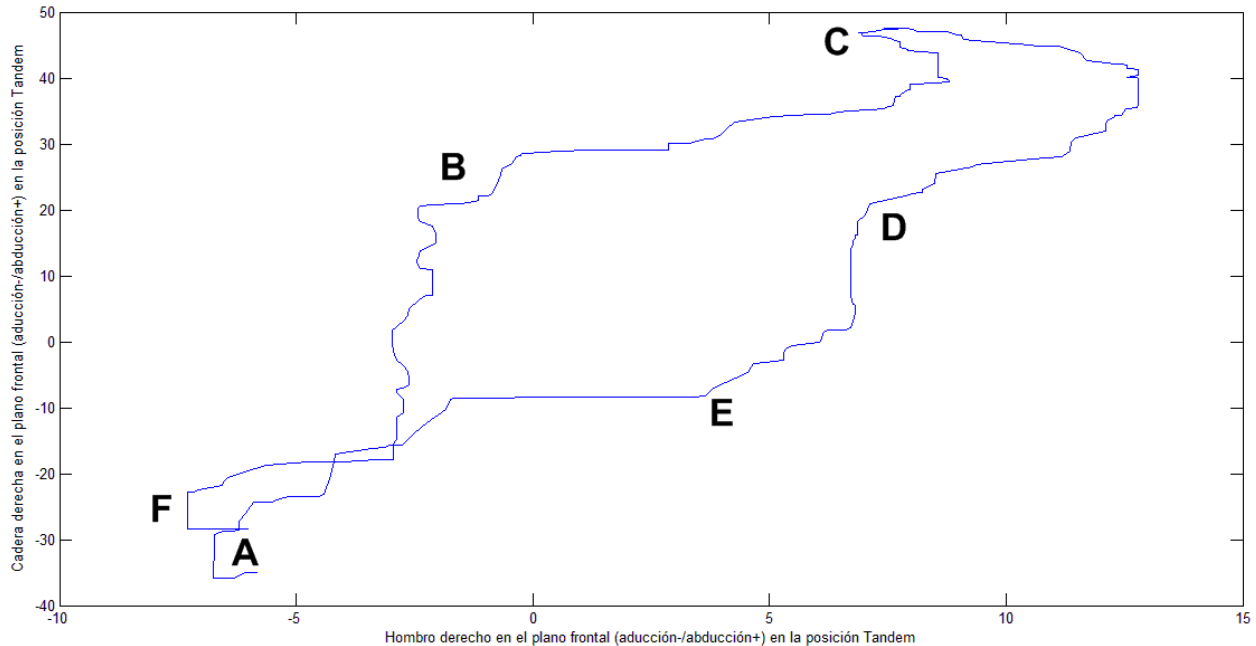 Cadera derecha en el plano frontal (aducción-/abducción+) en la posición Tandem
50
40
30
20
10
0
-10
-20
-30
-40
C
B
D
E
F
A
-10
-5
0
5
10
15
Hombro derecho en el plano frontal (aducción-/abducción+) en la posición Tandem